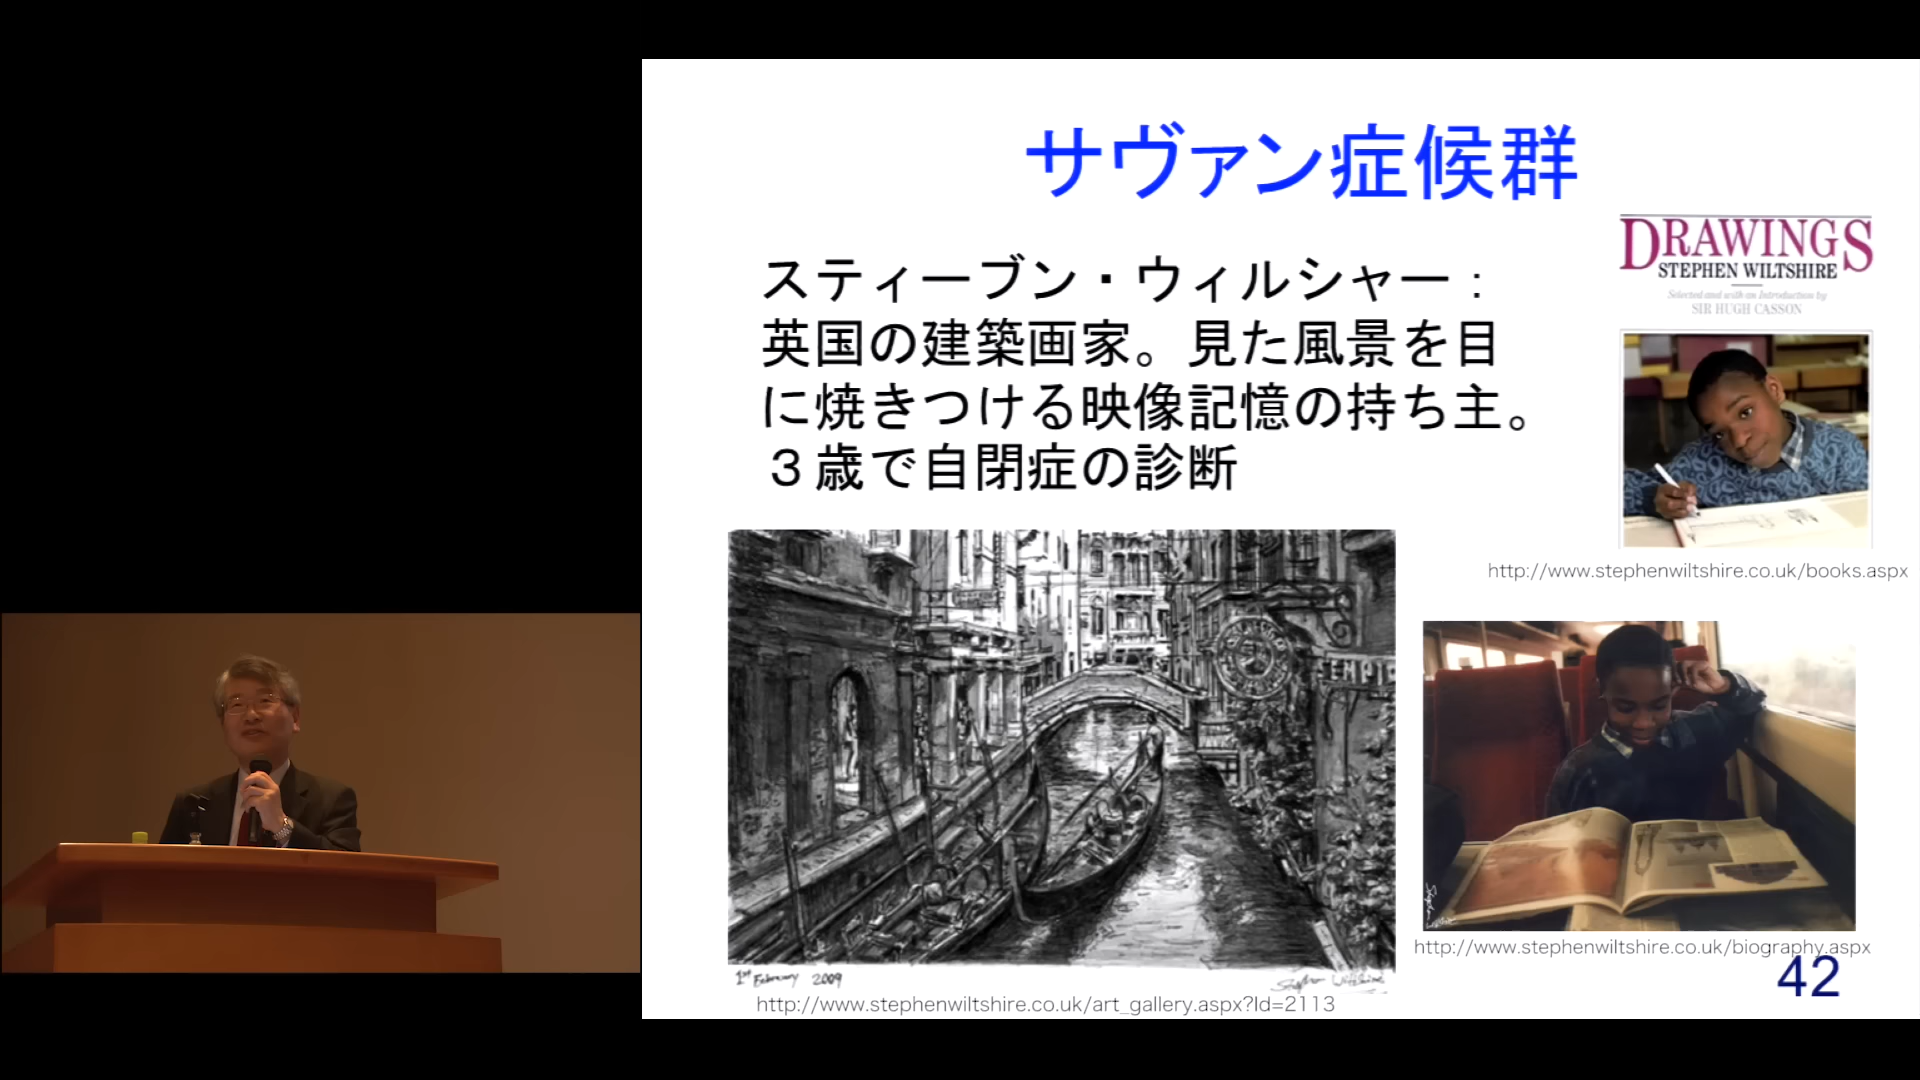 サヴァン症候群
スティーブン・ウィルシャー：
英国の建築画家。見た風景を目
に焼きつける映像記憶の持ち主。
３歳で自閉症の診断
DRAWINGS
STEPHEN WILTSHIRE
Selected and with an Introduction by
SIR HUGH CASSON
http://www.stephenwiltshire.co.uk/books.aspx
1st February 2009
Stephen Wiltshire
http://www.stephenwiltshire.co.uk/art_gallery.aspx?Id=2113
http://www.stephenwiltshire.co.uk/biography.aspx
42